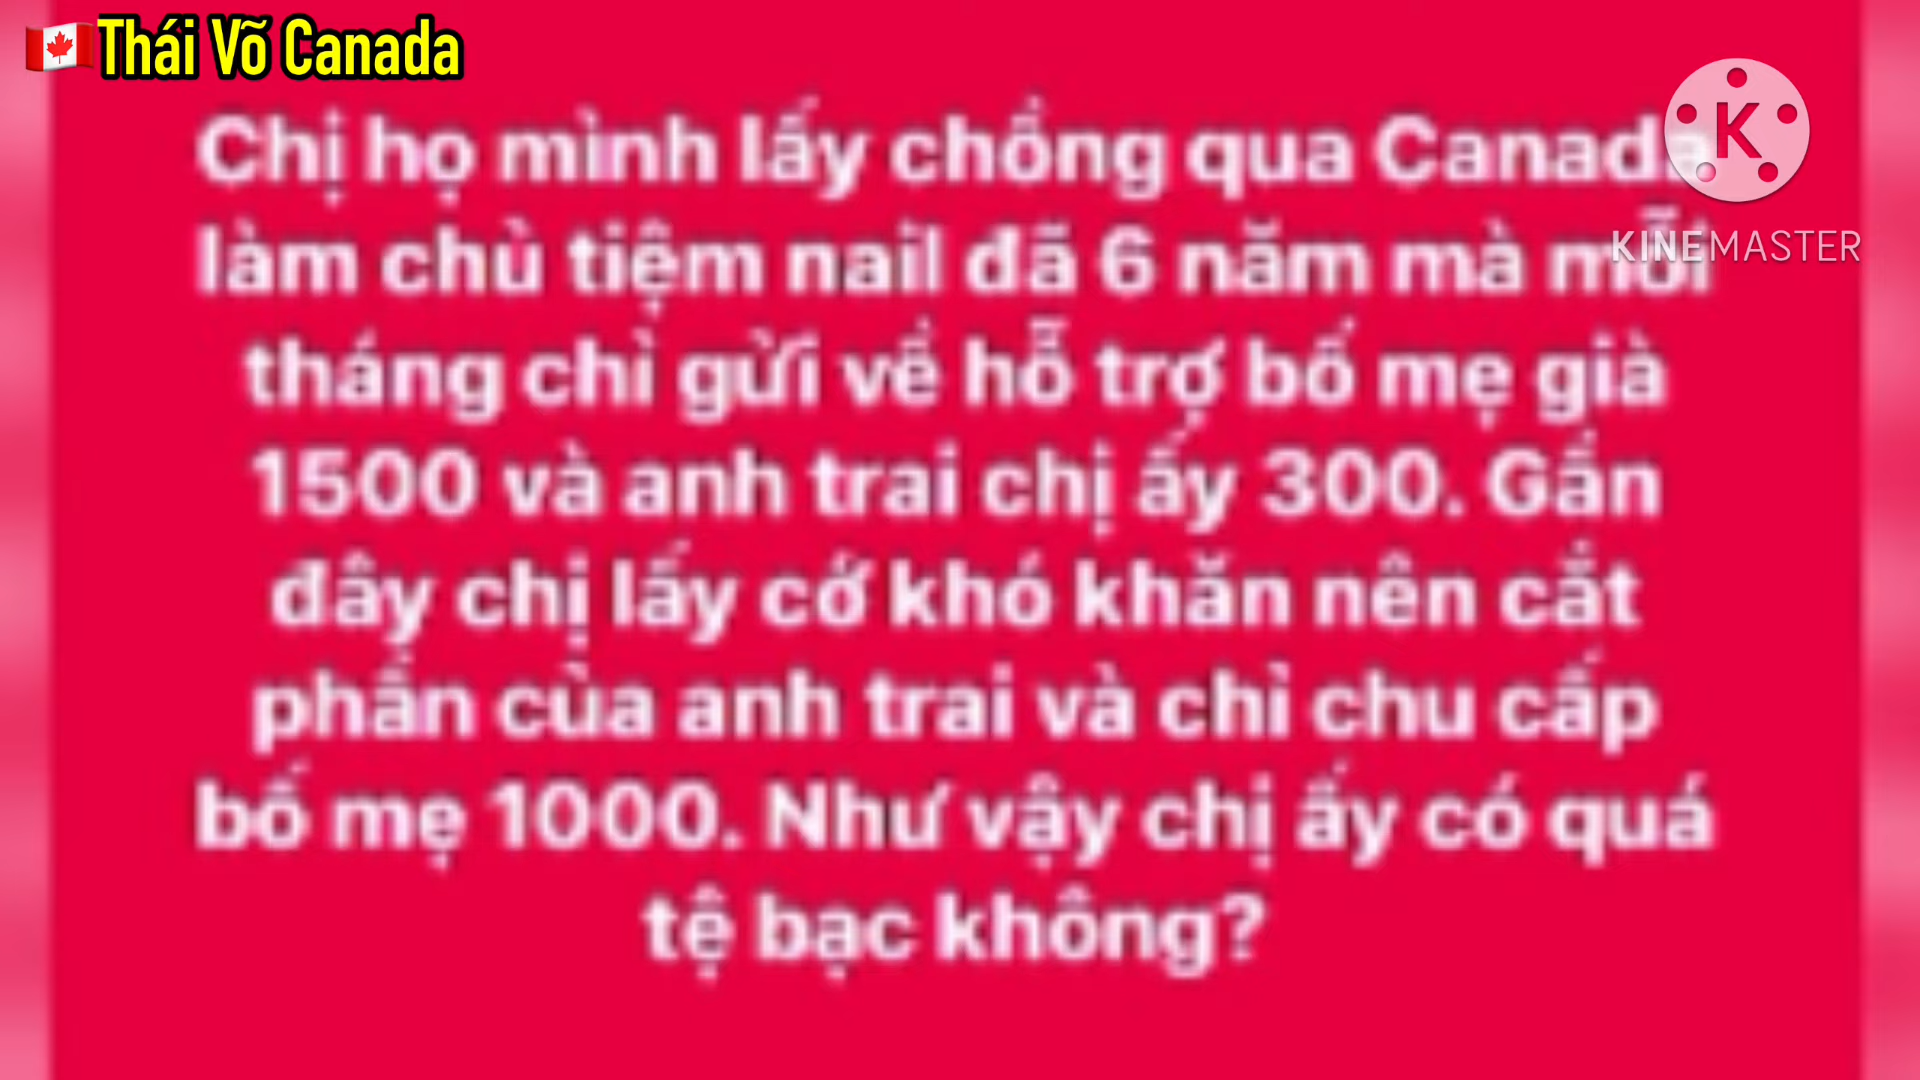 Thái Võ Canada
Chị họ mình lấy chồng qua Canada
làm chủ tiệm nail đã 6 năm mà mỗi
tháng chỉ gửi về hỗ trợ bố mẹ già
1500 và anh trai chị ấy 300. Gần
đây chị lấy cớ khó khăn nên cắt
phần của anh trai và chỉ chu cấp
bố mẹ 1000. Như vậy chị ấy có quá
tệ bạc không?
K
KINEMASTER